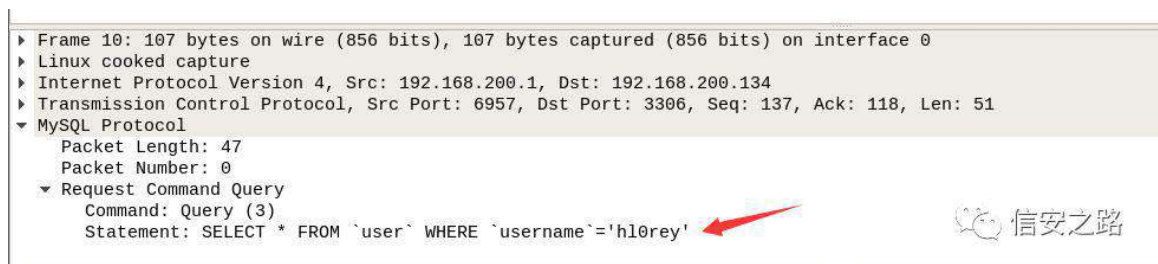 Frame 10: 107 bytes on wire (856 bits), 107 bytes captured (856 bits) on interface 0
Linux cooked capture
Internet Protocol Version 4, Src: 192.168.200.1, Dst: 192.168.200.134
Transmission Control Protocol, Src Port: 6957, Dst Port: 3306, Seq: 137, Ack: 118, Len: 51
MySQL Protocol
Packet Length: 47
Packet Number: 0
Request Command Query
Command: Query (3)
Statement: SELECT * FROM `user` WHERE `username`='hl0rey'
信安之路